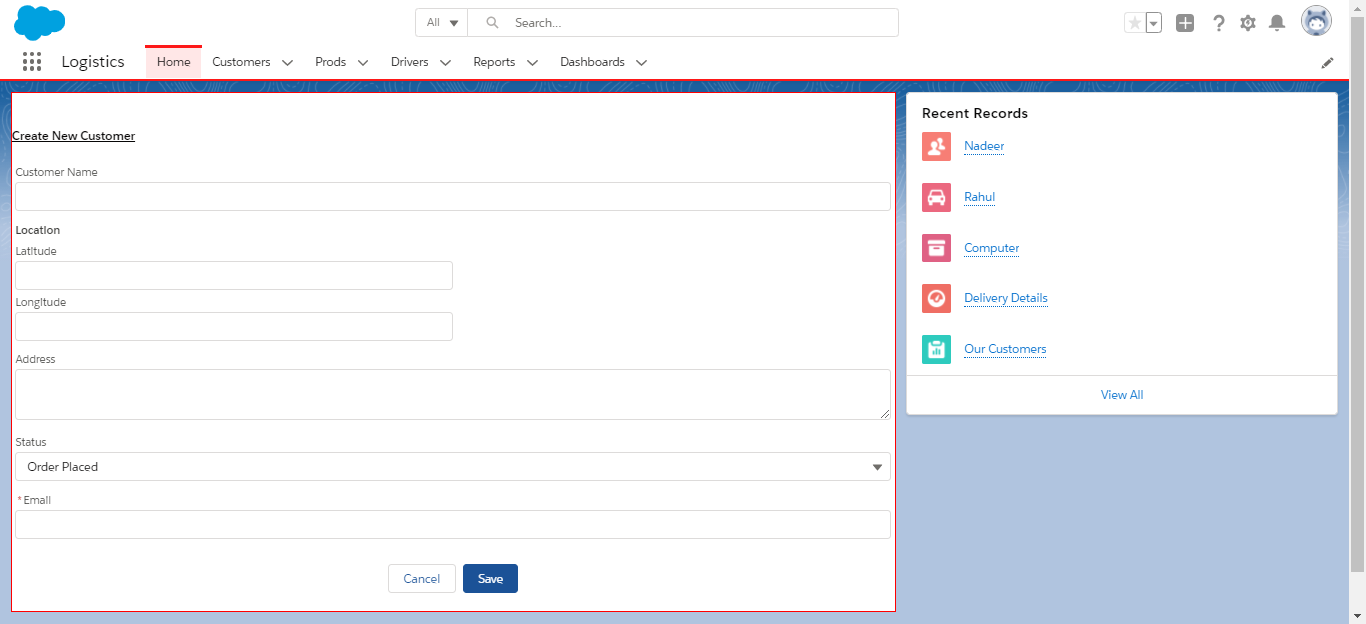 All
Search...
Logistics
Home
Customers
Prods
Drivers
Reports
Dashboards
Create New Customer
Customer Name
Location
Latitude
Longitude
Address
Status
Order Placed
* Email
Cancel
Save
Recent Records
Nadeer
Rahul
Computer
Delivery Details
Our Customers
View All